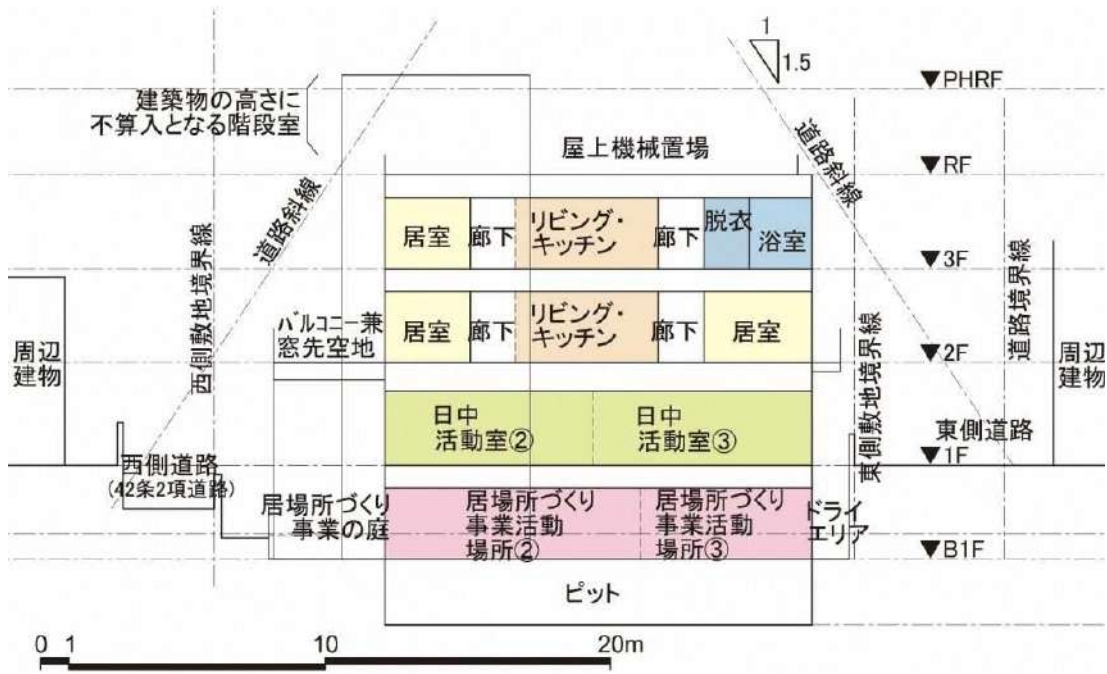 1
1.5
建築物の高さに
不算入となる階段室
▼PHRF
屋上機械置場
道路斜線
道路斜線
▼RF
西側敷地境界線
居室
廊下
リビング・
キッチン
廊下
脱衣
浴室
▼3F
道路境界線
バルコニー兼
窓先空地
居室
廊下
リビング・
キッチン
廊下
居室
▼2F
周辺
建物
周辺
建物
東側敷地境界線
日中
活動室②
日中
活動室③
東側道路
▼1F
西側道路
(42条2項道路)
居場所づくり
事業の庭
居場所づくり
事業活動
場所②
居場所づくり
事業活動
場所③
ドライ
エリア
▼B1F
ピット
0 1 10 20m